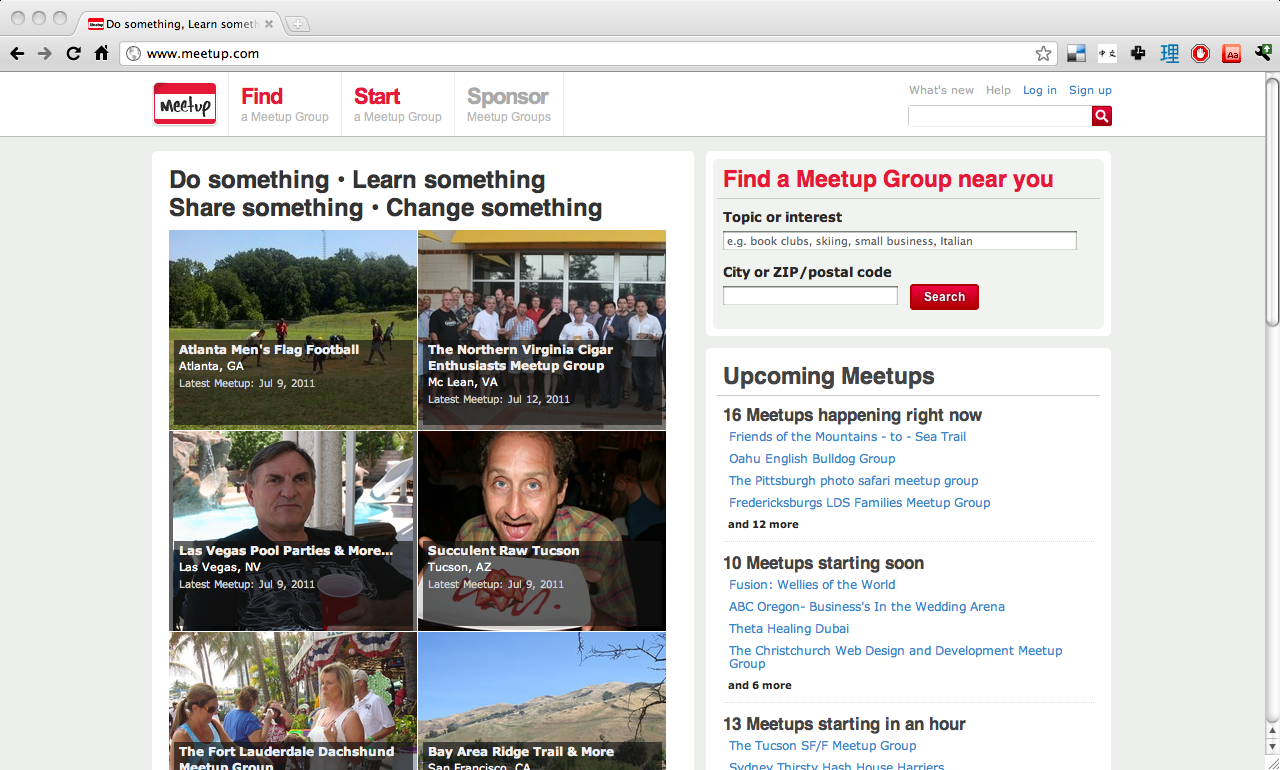 Meetup Do something, Learn someth
www.meetup.com
理
Aa
Meetup
Find
a Meetup Group
Start
a Meetup Group
Sponsor
Meetup Groups
What's new Help Log in Sign up
Do something • Learn something
Share something • Change something
Atlanta Men's Flag Football
Atlanta, GA
Latest Meetup: Jul 9, 2011
The Northern Virginia Cigar
Enthusiasts Meetup Group
Mc Lean, VA
Latest Meetup: Jul 12, 2011
Las Vegas Pool Parties & More...
Las Vegas, NV
Latest Meetup: Jul 9, 2011
Succulent Raw Tucson
Tucson, AZ
Latest Meetup: Jul 9, 2011
The Fort Lauderdale Dachshund
Meetup Group
Bay Area Ridge Trail & More
San Francisco, CA
Find a Meetup Group near you
Topic or interest
e.g. book clubs, skiing, small business, Italian
City or ZIP/postal code
Search
Upcoming Meetups
16 Meetups happening right now
Friends of the Mountains - to - Sea Trail
Oahu English Bulldog Group
The Pittsburgh photo safari meetup group
Fredericksburgs LDS Families Meetup Group
and 12 more
10 Meetups starting soon
Fusion: Wellies of the World
ABC Oregon- Business's In the Wedding Arena
Theta Healing Dubai
The Christchurch Web Design and Development Meetup
Group
and 6 more
13 Meetups starting in an hour
The Tucson SF/F Meetup Group
Sydney Thirsty Hash House Harriers